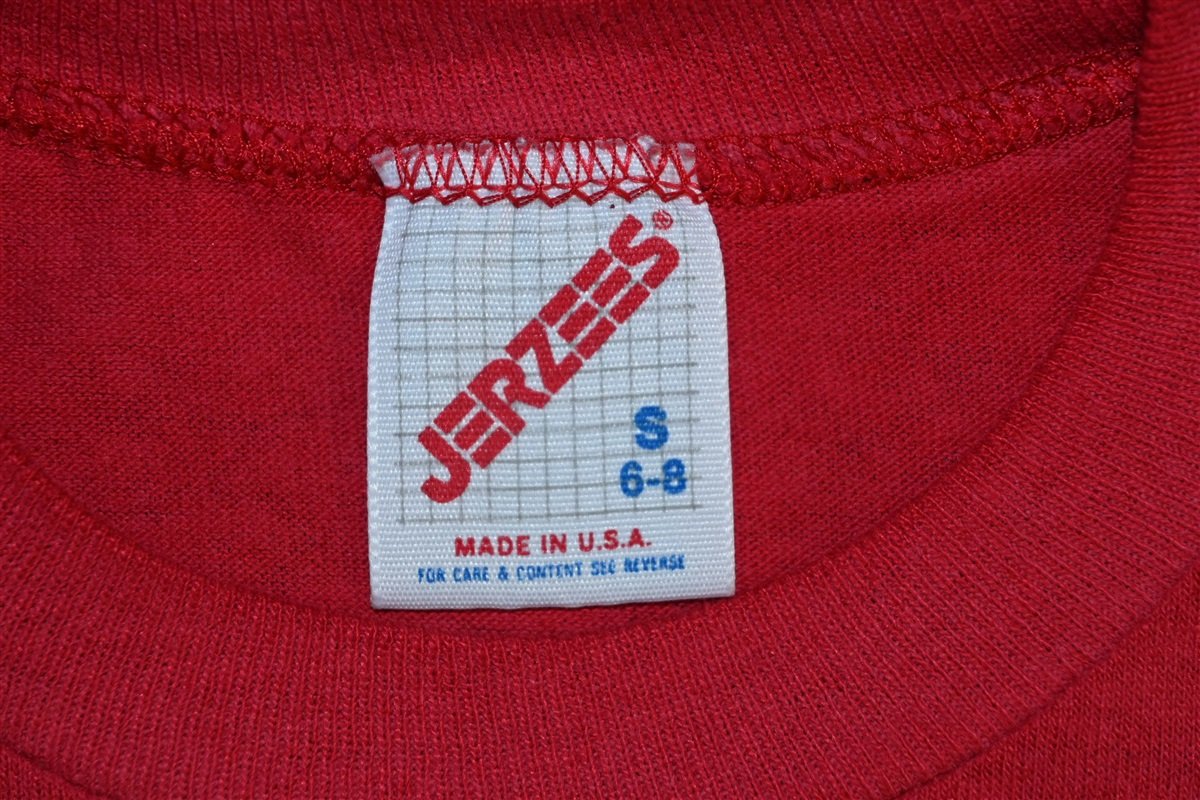 JERZEES®
S
6-8
MADE IN U.S.A.
FOR CARE & CONTENT SEE REVERSE